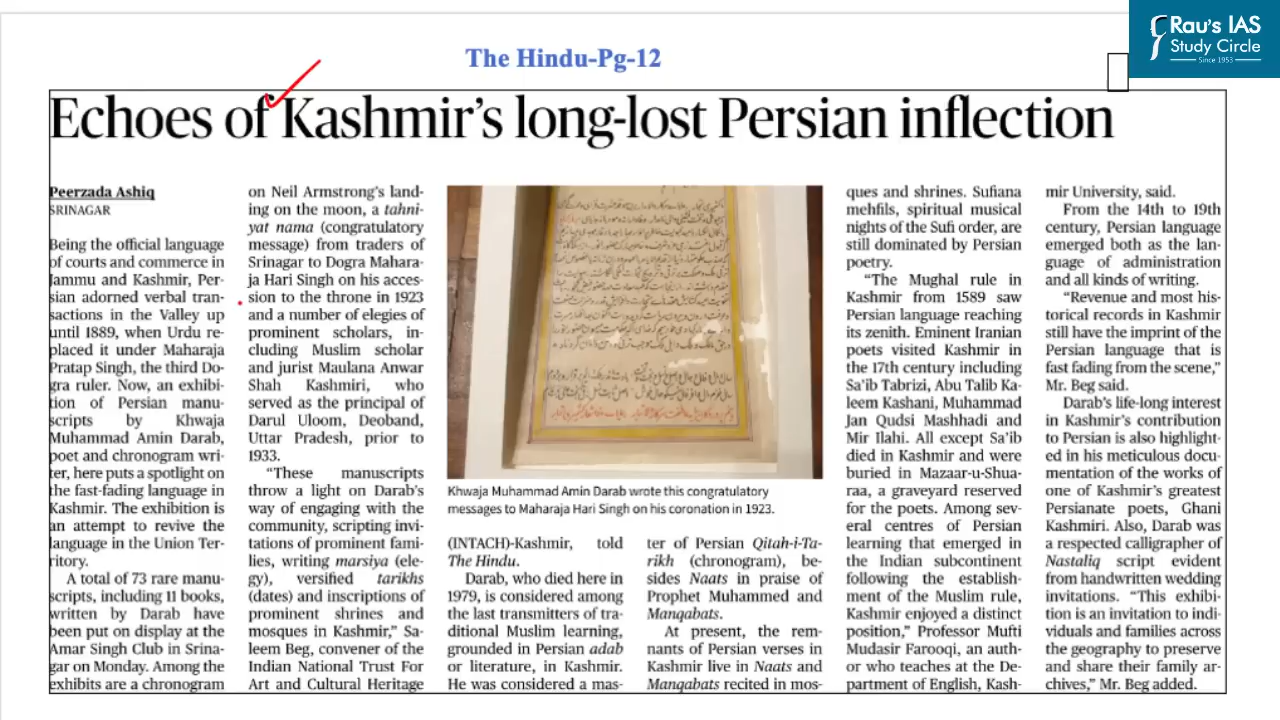 Rau's IAS
Study Circle
Since 1953
The Hindu-Pg-12
Echoes of Kashmir's long-lost Persian inflection
Peerzada Ashiq
SRINAGAR
Being the official language
of courts and commerce in
Jammu and Kashmir, Per-
sian adorned verbal tran-
sactions in the Valley up
until 1889, when Urdu re-
placed it under Maharaja
Pratap Singh, the third Do-
gra ruler. Now, an exhibi-
tion of Persian manu-
scripts by Khwaja
Muhammad Amin Darab,
poet and chronogram wri-
ter, here puts a spotlight on
the fast-fading language in
Kashmir. The exhibition is
an attempt to revive the
language in the Union Ter-
ritory.
A total of 73 rare manu-
scripts, including 11 books,
written by Darab have
been put on display at the
Amar Singh Club in Srina-
gar on Monday. Among the
exhibits are a chronogram
on Neil Armstrong's land-
ing on the moon, a tahni-
yat nama (congratulatory
message) from traders of
Srinagar to Dogra Mahara-
ja Hari Singh on his acces-
sion to the throne in 1923
and a number of elegies of
prominent scholars, in-
cluding Muslim scholar
and jurist Maulana Anwar
Shah Kashmiri, who
served as the principal of
Darul Uloom, Deoband,
Uttar Pradesh, prior to
1933.
"These manuscripts
throw a light on Darab's
way of engaging with the
community, scripting invi-
tations of prominent fami-
lies, writing marsiya (ele-
gy), versified tarikhs
(dates) and inscriptions of
prominent shrines and
mosques in Kashmir," Sa-
leem Beg, convener of the
Indian National Trust For
Art and Cultural Heritage
Khwaja Muhammad Amin Darab wrote this congratulatory
messages to Maharaja Hari Singh on his coronation in 1923.
(INTACH)-Kashmir, told
The Hindu.
Darab, who died here in
1979, is considered among
the last transmitters of tra-
ditional Muslim learning,
grounded in Persian adab
or literature, in Kashmir.
He was considered a mas-
ter of Persian Qitah-i-Ta-
rikh (chronogram), be-
sides Naats in praise of
Prophet Muhammed and
Manqabats.
At present, the rem-
nants of Persian verses in
Kashmir live in Naats and
Manqabats recited in mos-
ques and shrines. Sufiana
mehfils, spiritual musical
nights of the Sufi order, are
still dominated by Persian
poetry.
"The Mughal rule in
Kashmir from 1589 saw
Persian language reaching
its zenith. Eminent Iranian
poets visited Kashmir in
the 17th century including
Sa'ib Tabrizi, Abu Talib Ka-
leem Kashani, Muhammad
Jan Qudsi Mashhadi and
Mir Ilahi. All except Sa'ib
died in Kashmir and were
buried in Mazaar-u-Shua-
raa, a graveyard reserved
for the poets. Among sev-
eral centres of Persian
learning that emerged in
the Indian subcontinent
following the establish-
ment of the Muslim rule,
Kashmir enjoyed a distinct
position," Professor Mufti
Mudasir Farooqi, an auth-
or who teaches at the De-
partment of English, Kash-
mir University, said.
From the 14th to 19th
century, Persian language
emerged both as the lan-
guage of administration
and all kinds of writing.
"Revenue and most his-
torical records in Kashmir
still have the imprint of the
Persian language that is
fast fading from the scene,"
Mr. Beg said.
Darab's life-long interest
in Kashmir's contribution
to Persian is also highlight-
ed in his meticulous docu-
mentation of the works of
one of Kashmir's greatest
Persianate poets, Ghani
Kashmiri. Also, Darab was
a respected calligrapher of
Nastaliq script evident
from handwritten wedding
invitations. "This exhibi-
tion is an invitation to indi-
viduals and families across
the geography to preserve
and share their family ar-
chives," Mr. Beg added.